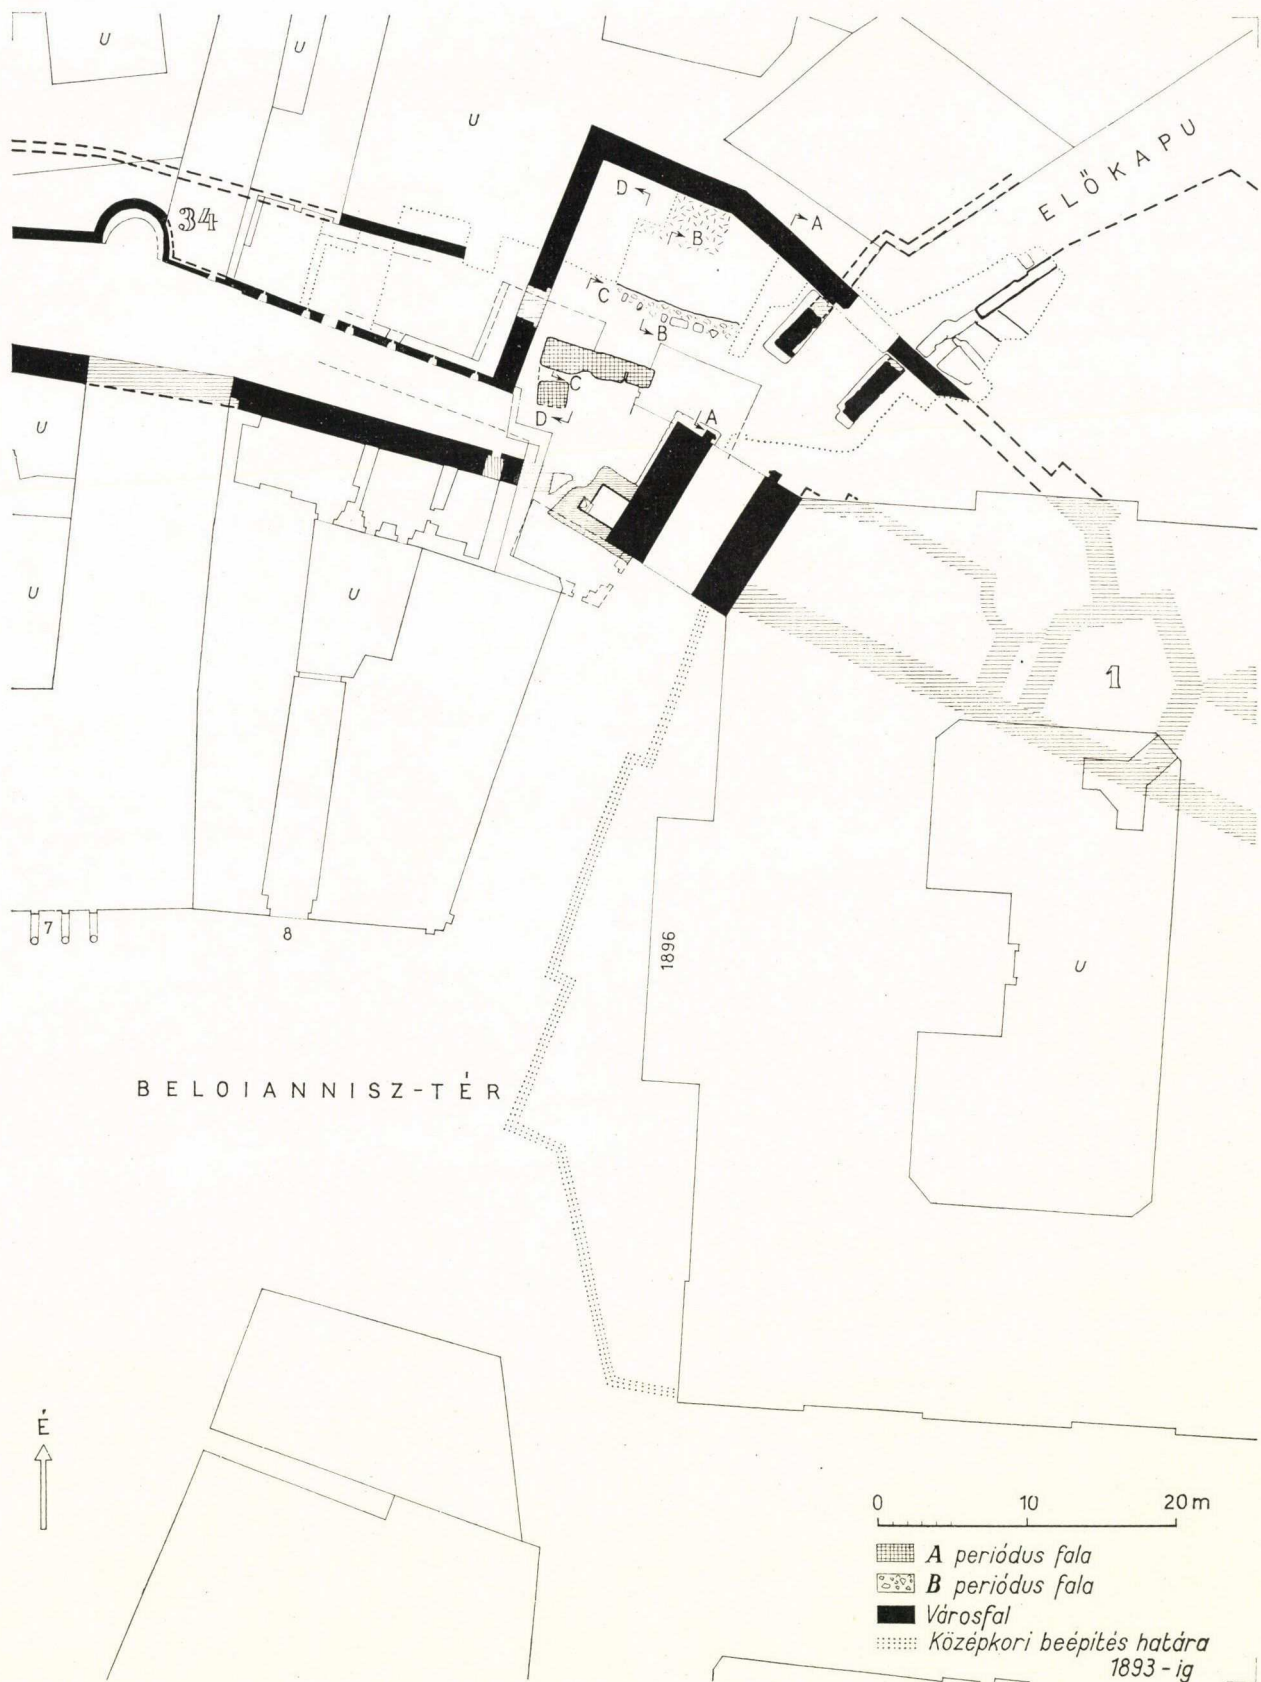 U
U
U
ELŐKAPU
34
D
A
B
C
B
C
D
A
U
U
U
1
7
8
1896
U
BELOIANNISZ-TÉR
É
0 10 20 m
A periódus fala
B periódus fala
Városfal
Középkori beépítés határa
1893-ig